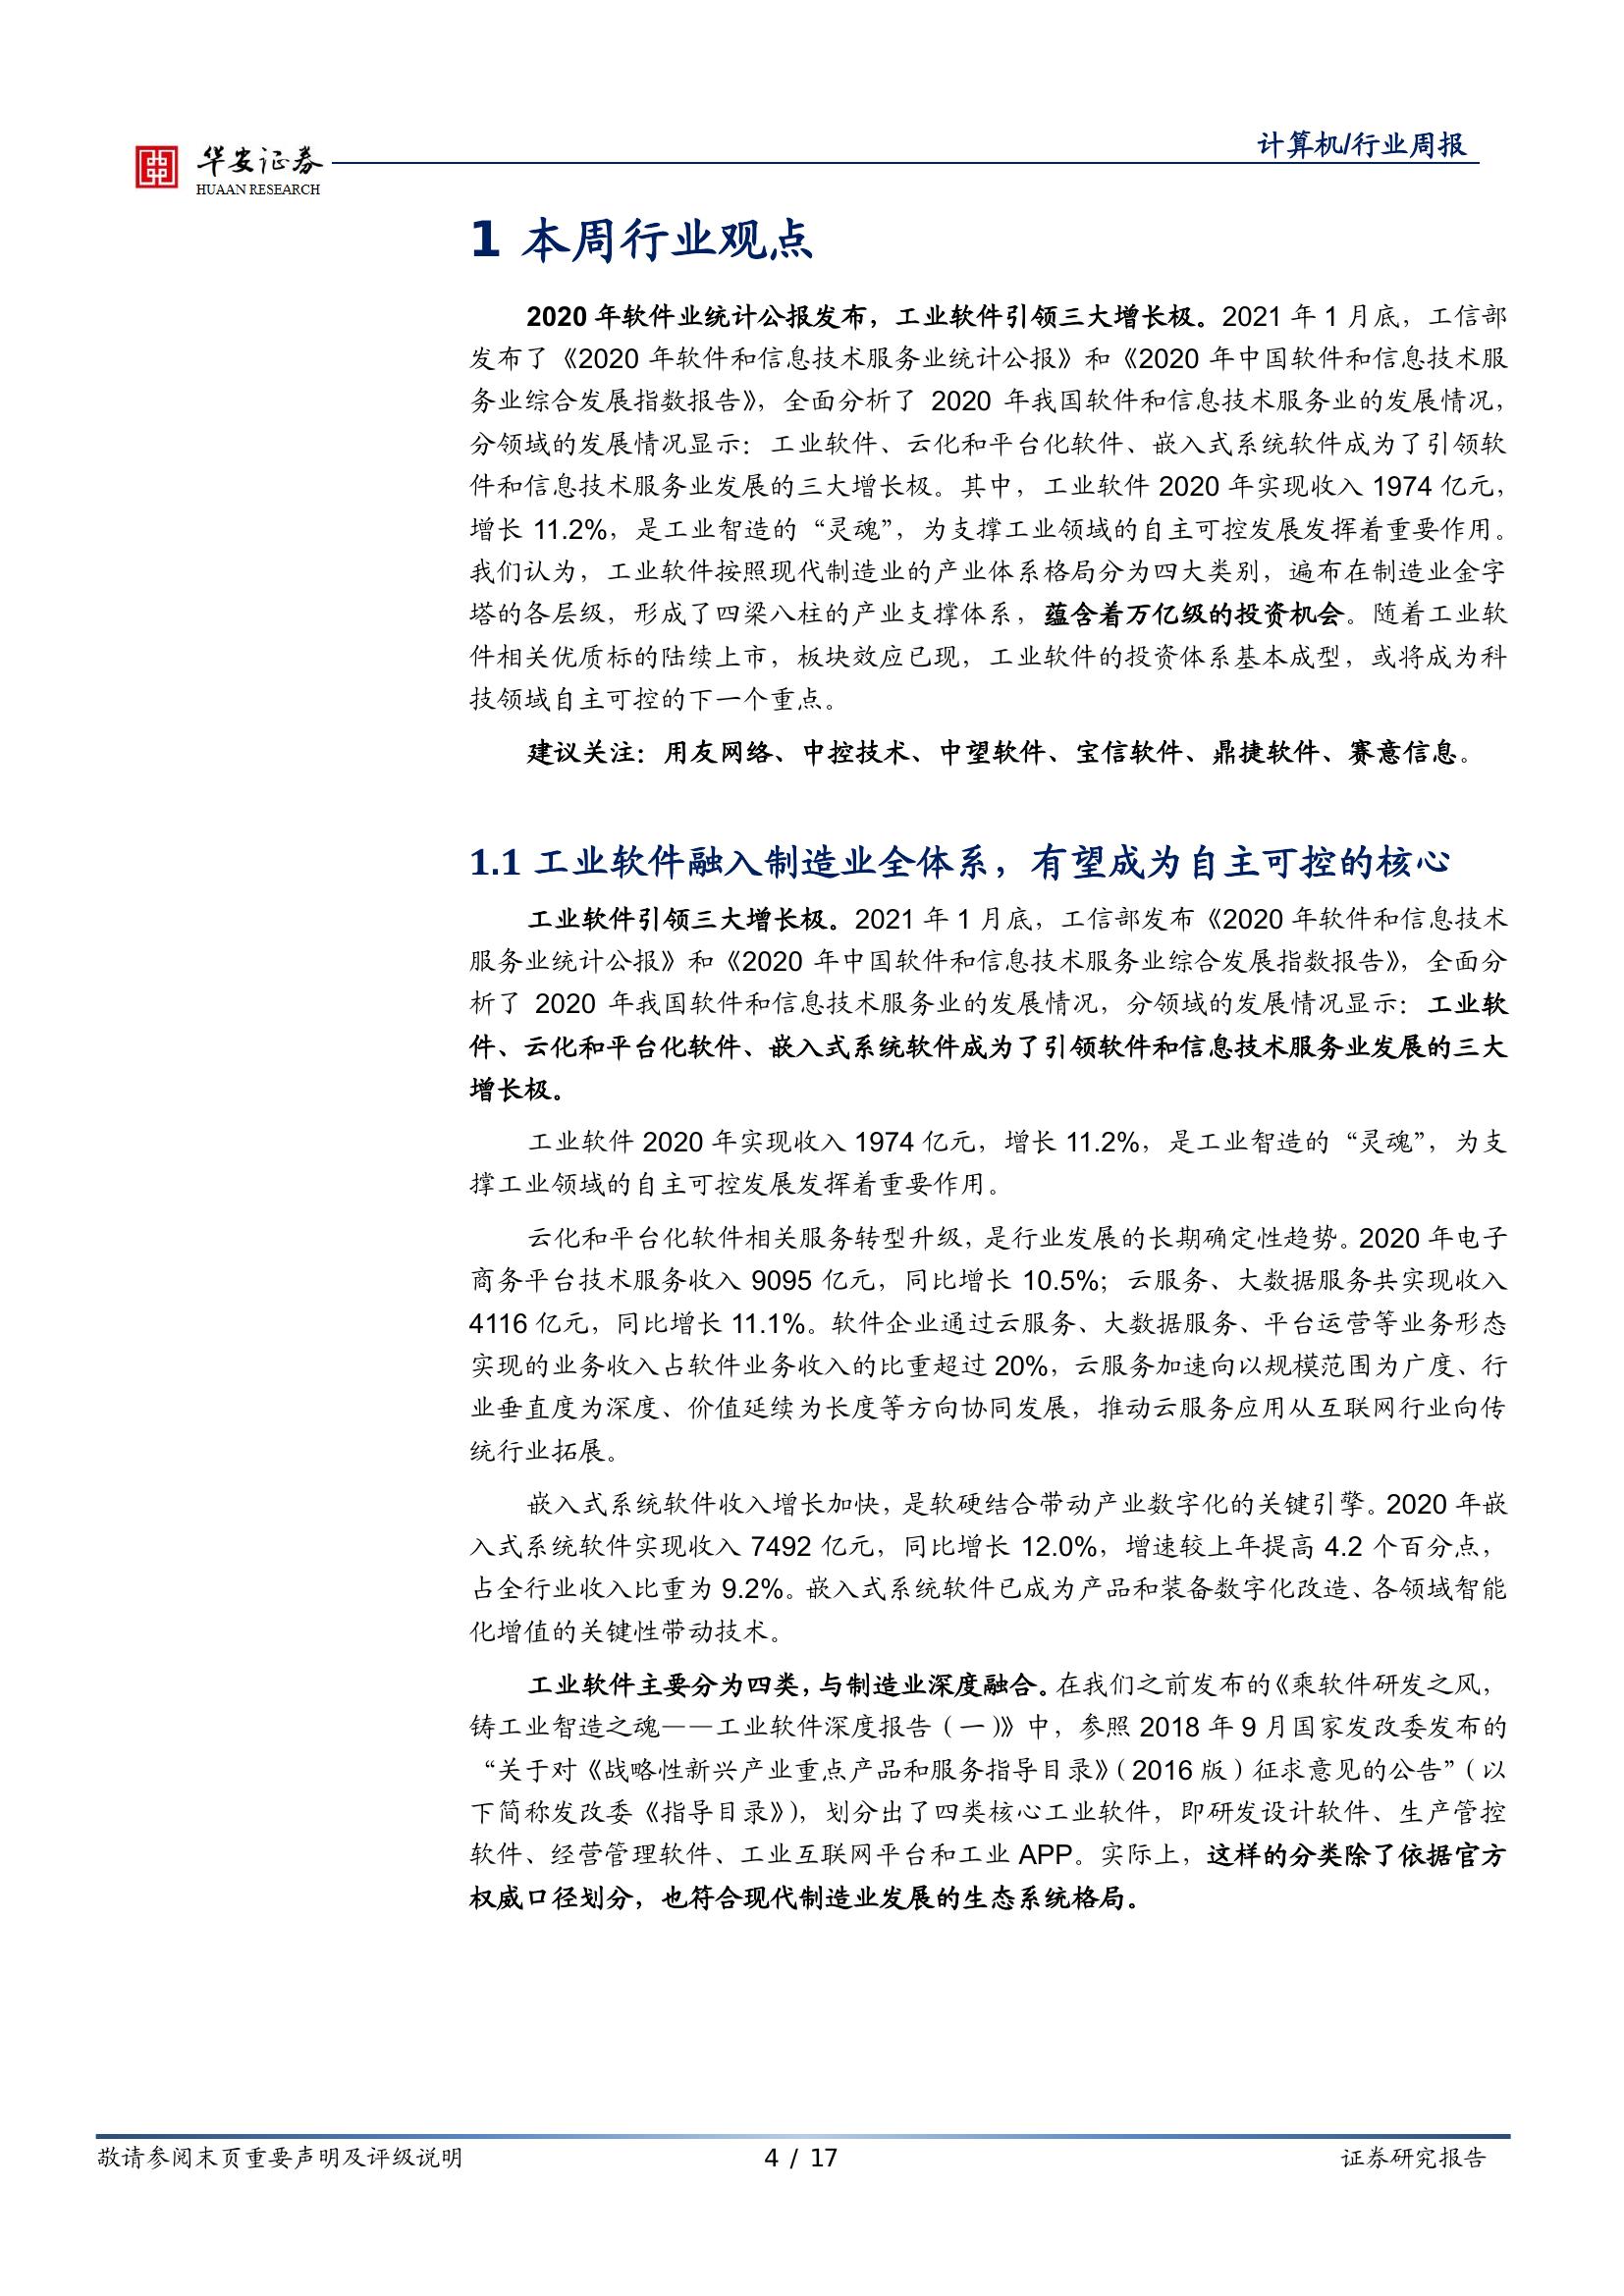 华安证券
HUAAN RESEARCH
计算机/行业周报
1 本周行业观点
2020 年软件业统计公报发布，工业软件引领三大增长极。2021 年 1 月底，工信部
发布了《2020 年软件和信息技术服务业统计公报》和《2020 年中国软件和信息技术服
务业综合发展指数报告》，全面分析了 2020 年我国软件和信息技术服务业的发展情况，
分领域的发展情况显示：工业软件、云化和平台化软件、嵌入式系统软件成为了引领软
件和信息技术服务业发展的三大增长极。其中，工业软件 2020 年实现收入 1974 亿元，
增长 11.2%，是工业智造的“灵魂”，为支撑工业领域的自主可控发展发挥着重要作用。
我们认为，工业软件按照现代制造业的产业体系格局分为四大类别，遍布在制造业金字
塔的各层级，形成了四梁八柱的产业支撑体系，蕴含着万亿级的投资机会。随着工业软
件相关优质标的陆续上市，板块效应已现，工业软件的投资体系基本成型，或将成为科
技领域自主可控的下一个重点。
建议关注：用友网络、中控技术、中望软件、宝信软件、鼎捷软件、赛意信息。
1.1 工业软件融入制造业全体系，有望成为自主可控的核心
工业软件引领三大增长极。2021 年 1 月底，工信部发布《2020 年软件和信息技术
服务业统计公报》和《2020 年中国软件和信息技术服务业综合发展指数报告》，全面分
析了 2020 年我国软件和信息技术服务业的发展情况，分领域的发展情况显示：工业软
件、云化和平台化软件、嵌入式系统软件成为了引领软件和信息技术服务业发展的三大
增长极。
工业软件 2020 年实现收入 1974 亿元，增长 11.2%，是工业智造的“灵魂”，为支
撑工业领域的自主可控发展发挥着重要作用。
云化和平台化软件相关服务转型升级，是行业发展的长期确定性趋势。2020 年电子
商务平台技术服务收入 9095 亿元，同比增长 10.5%；云服务、大数据服务共实现收入
4116 亿元，同比增长 11.1%。软件企业通过云服务、大数据服务、平台运营等业务形态
实现的业务收入占软件业务收入的比重超过 20%，云服务加速向以规模范围为广度、行
业垂直度为深度、价值延续为长度等方向协同发展，推动云服务应用从互联网行业向传
统行业拓展。
嵌入式系统软件收入增长加快，是软硬结合带动产业数字化的关键引擎。2020 年嵌
入式系统软件实现收入 7492 亿元，同比增长 12.0%，增速较上年提高 4.2 个百分点，
占全行业收入比重为 9.2%。嵌入式系统软件已成为产品和装备数字化改造、各领域智能
化增值的关键性带动技术。
工业软件主要分为四类，与制造业深度融合。在我们之前发布的《乘软件研发之风，
铸工业智造之魂——工业软件深度报告（一）》中，参照 2018 年 9 月国家发改委发布的
“关于对《战略性新兴产业重点产品和服务指导目录》（2016 版）征求意见的公告”（以
下简称发改委《指导目录》），划分出了四类核心工业软件，即研发设计软件、生产管控
软件、经营管理软件、工业互联网平台和工业 APP。实际上，这样的分类除了依据官方
权威口径划分，也符合现代制造业发展的生态系统格局。
敬请参阅末页重要声明及评级说明
4 / 17
证券研究报告